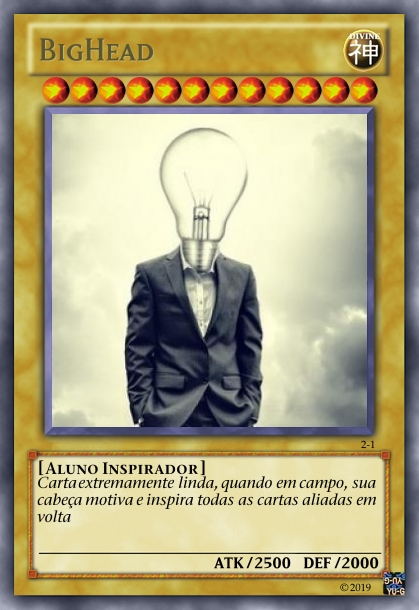 BigHead
DIVINE
神
2-1
[Aluno Inspirador]
Carta extremamente linda, quando em campo, sua
cabeça motiva e inspira todas as cartas aliadas em
volta
ATK/2500 DEF/2000
©2019